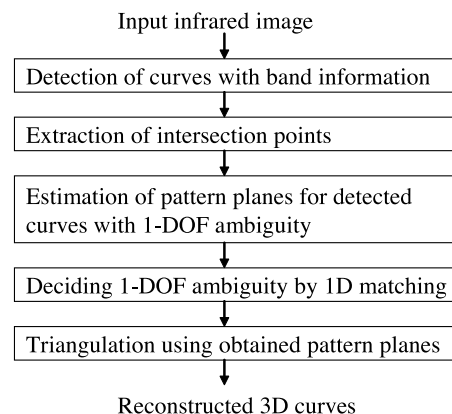 Input infrared image
Detection of curves with band information
Extraction of intersection points
Estimation of pattern planes for detected
curves with 1-DOF ambiguity
Deciding 1-DOF ambiguity by 1D matching
Triangulation using obtained pattern planes
Reconstructed 3D curves